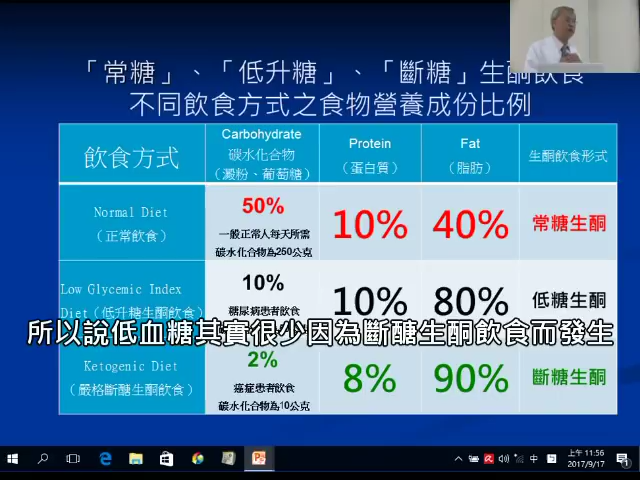 「常糖」、「低升糖」、「斷糖」生酮飲食
不同飲食方式之食物營養成份比例
飲食方式
Carbohydrate
碳水化合物
（澱粉、葡萄糖）
Protein
（蛋白質）
Fat
（脂肪）
生酮飲食形式
Normal Diet
（正常飲食）
50%
一般正常人每天所需
碳水化合物為250公克
10%
40%
常糖生酮
Low Glycemic Index
Diet（低升糖生酮飲食）
10%
糖尿病患者飲食
10%
80%
低糖生酮
所以說低血糖其實很少因為斷醣生酮飲食而發生
Ketogenic Diet
（嚴格斷醣生酮飲食）
2%
癌症患者飲食
碳水化合物為10公克
8%
90%
斷糖生酮
中
上午 11:56
2017/9/17